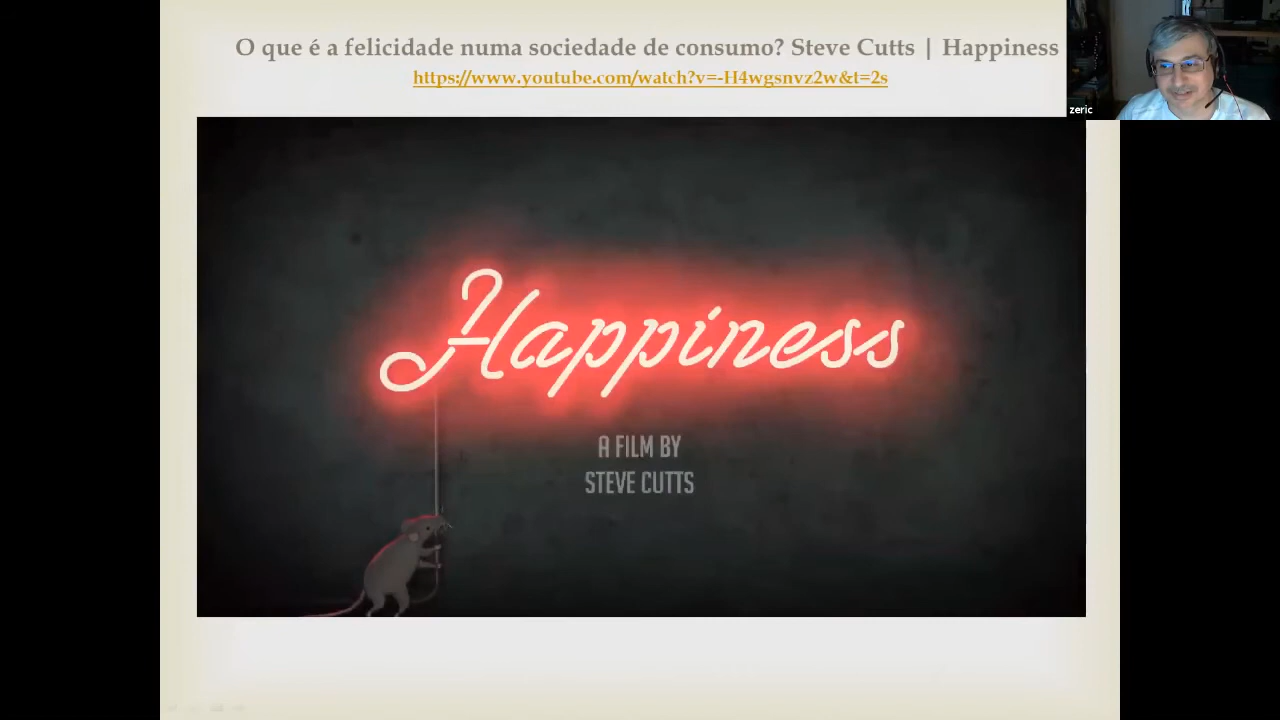 O que é a felicidade numa sociedade de consumo? Steve Cutts | Happiness
https://www.youtube.com/watch?v=-H4wgsnvz2w&t=2s
zeric
Happiness
A FILM BY
STEVE CUTTS